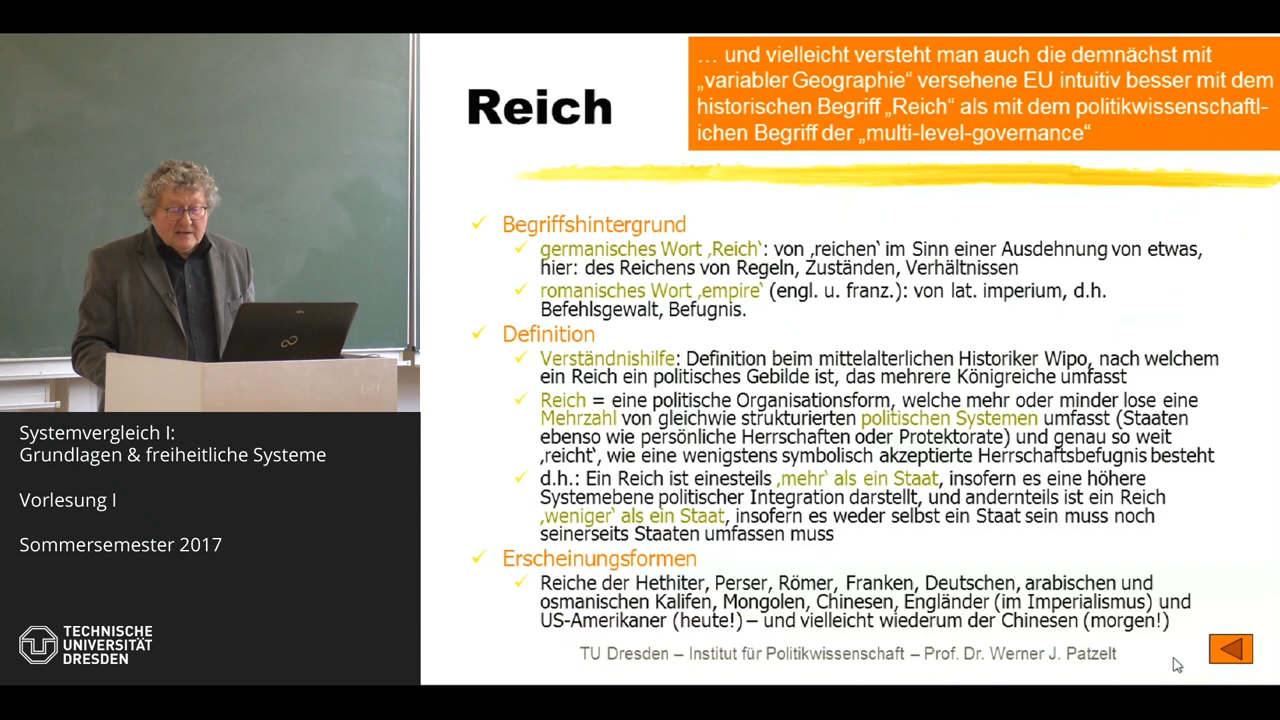 … und vielleicht versteht man auch die demnächst mit
„variabler Geographie“ versehene EU intuitiv besser mit dem
historischen Begriff „Reich“ als mit dem politikwissenschaftl-
ichen Begriff der „multi-level-governance“
Reich
Begriffshintergrund
germanisches Wort ‚Reich‘: von ‚reichen‘ im Sinn einer Ausdehnung von etwas,
hier: des Reichens von Regeln, Zuständen, Verhältnissen
romanisches Wort ‚empire‘ (engl. u. franz.): von lat. imperium, d.h.
Befehlsgewalt, Befugnis.
Definition
Verständnishilfe: Definition beim mittelalterlichen Historiker Wipo, nach welchem
ein Reich ein politisches Gebilde ist, das mehrere Königreiche umfasst
Reich = eine politische Organisationsform, welche mehr oder minder lose eine
Mehrzahl von gleichwie strukturierten politischen Systemen umfasst (Staaten
ebenso wie persönliche Herrschaften oder Protektorate) und genau so weit
‚reicht‘, wie eine wenigstens symbolisch akzeptierte Herrschaftsbefugnis besteht
d.h.: Ein Reich ist einesteils ‚mehr‘ als ein Staat, insofern es eine höhere
Systemebene politischer Integration darstellt, und andernteils ist ein Reich
‚weniger‘ als ein Staat, insofern es weder selbst ein Staat sein muss noch
seinerseits Staaten umfassen muss
Erscheinungsformen
Reiche der Hethiter, Perser, Römer, Franken, Deutschen, arabischen und
osmanischen Kalifen, Mongolen, Chinesen, Engländer (im Imperialismus) und
US-Amerikaner (heute!) – und vielleicht wiederum der Chinesen (morgen!)
TU Dresden – Institut für Politikwissenschaft – Prof. Dr. Werner J. Patzelt
Systemvergleich I:
Grundlagen & freiheitliche Systeme
Vorlesung I
Sommersemester 2017
TECHNISCHE
UNIVERSITÄT
DRESDEN